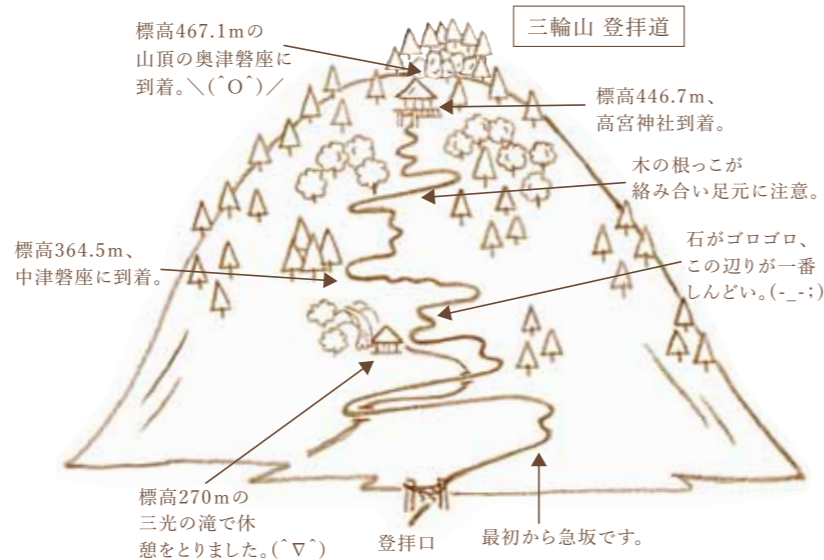 三輪山 登拝道
標高467.1mの
山頂の奥津磐座に
到着。＼(^O^)／
標高446.7m、
高宮神社到着。
木の根っこが
絡み合い足元に注意。
石がゴロゴロ、
この辺りが一番
しんどい。(-_-;)
標高364.5m、
中津磐座に到着。
標高270mの
三光の滝で休
憩をとりました。(^∇^)
登拝口
最初から急坂です。